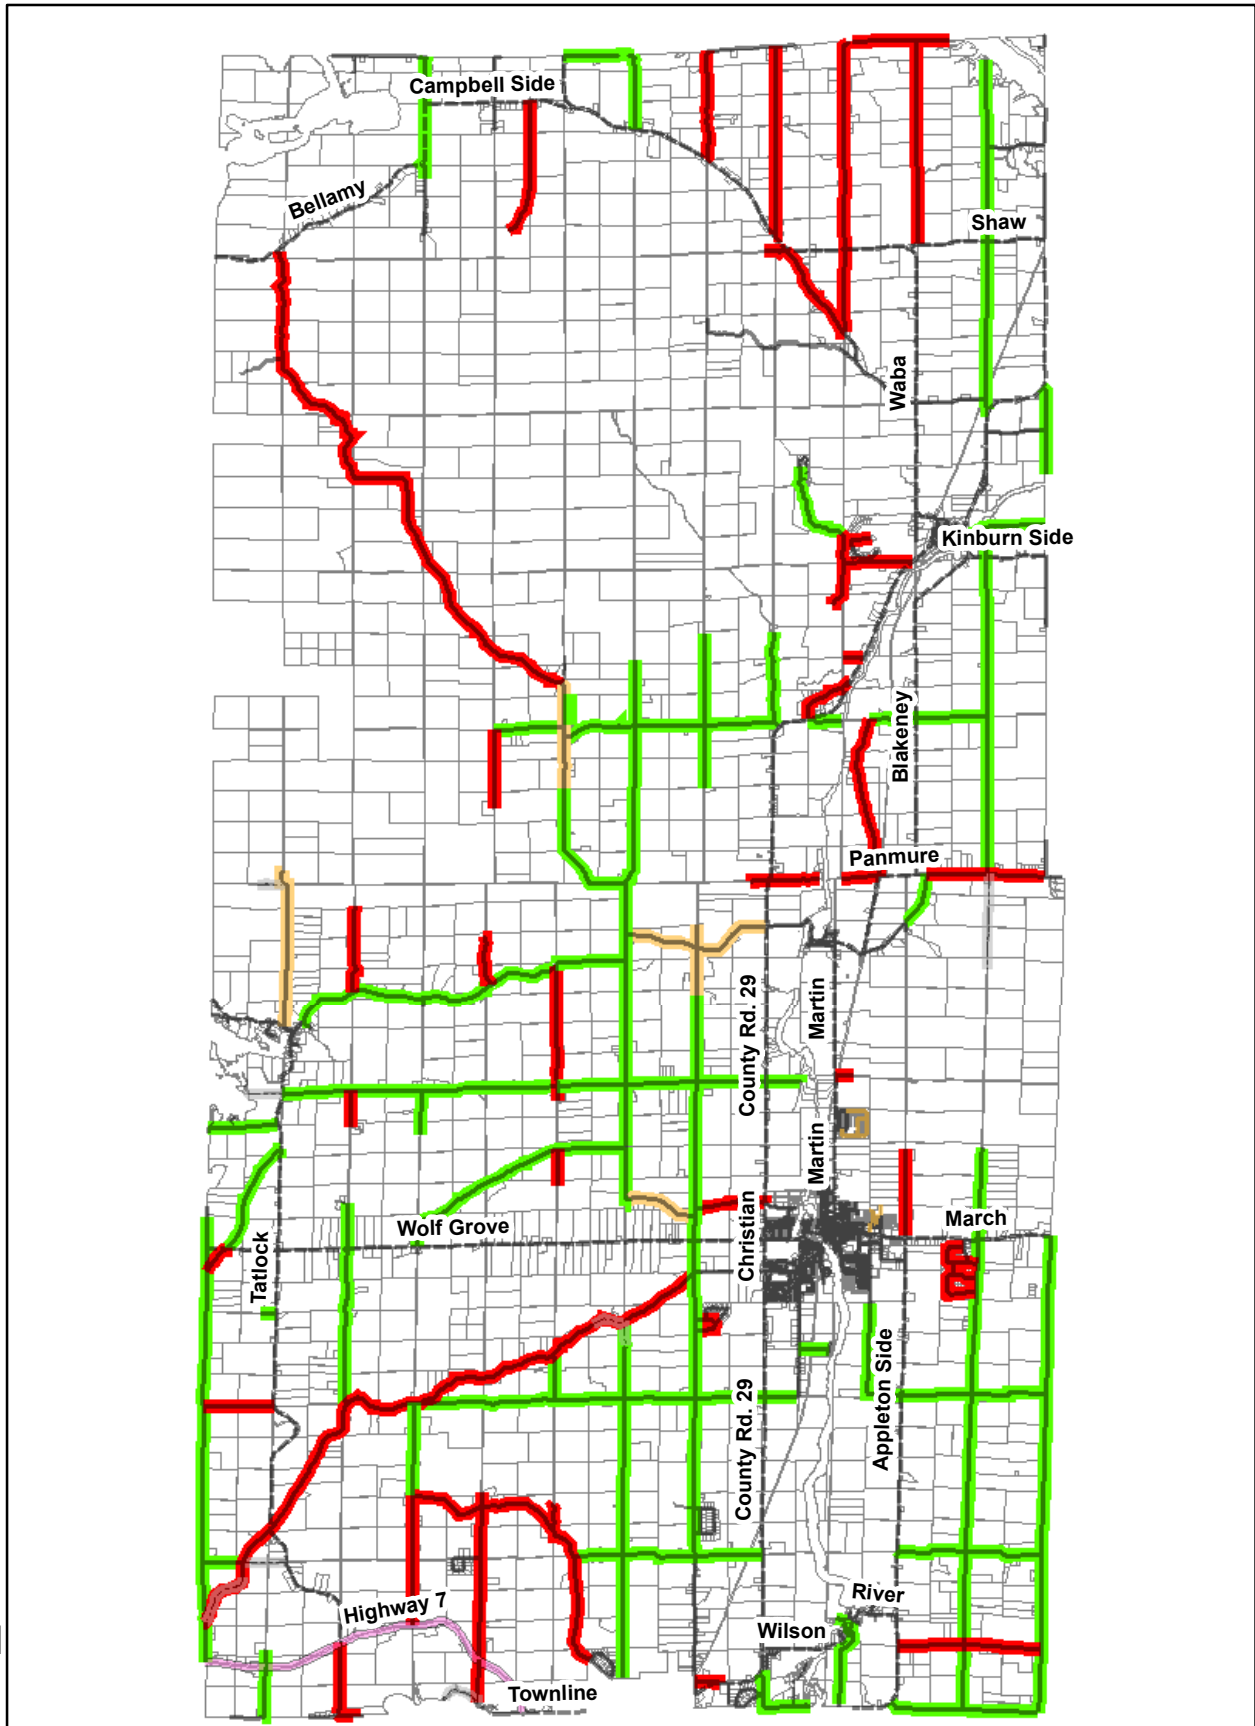 Campbell Side
Bellamy
Shaw
Waba
Kinburn Side
Blakeney
Panmure
County Rd. 29
Martin
Martin
Christian
March
Wolf Grove
Tatlock
Appleton Side
County Rd. 29
Highway 7
River
Wilson
Townline